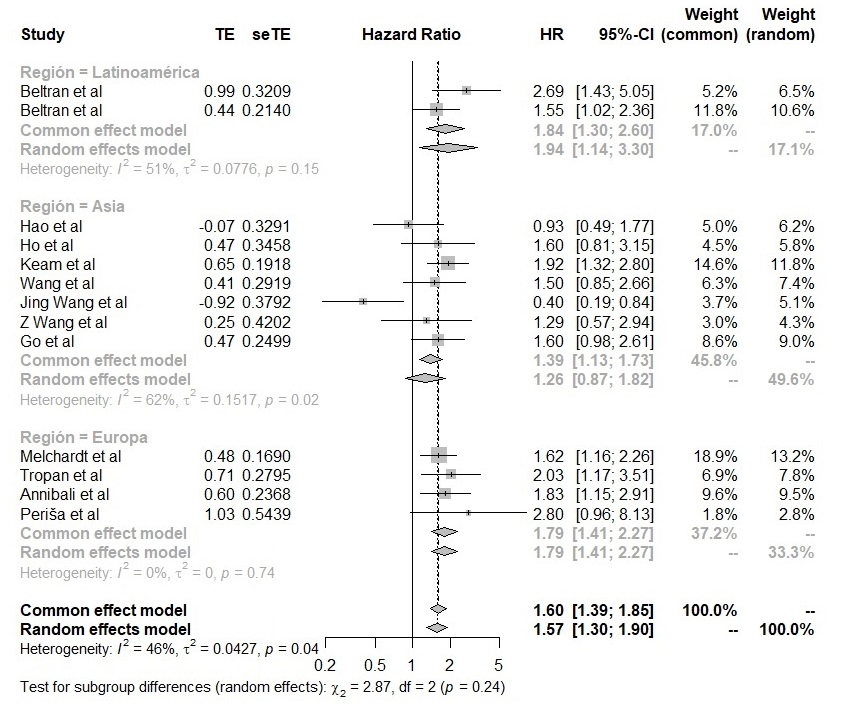 Weight Weight
Study TE seTE Hazard Ratio HR 95%-CI (common) (random)
Región = Latinoamérica
Beltran et al 0.99 0.3209 2.69 [1.43; 5.05] 5.2% 6.5%
Beltran et al 0.44 0.2140 1.55 [1.02; 2.36] 11.8% 10.6%
Common effect model 1.84 [1.30; 2.60] 17.0% --
Random effects model 1.94 [1.14; 3.30] -- 17.1%
Heterogeneity: I² = 51%, τ² = 0.0776, p = 0.15
Región = Asia
Hao et al -0.07 0.3291 0.93 [0.49; 1.77] 5.0% 6.2%
Ho et al 0.47 0.3458 1.60 [0.81; 3.15] 4.5% 5.8%
Keam et al 0.65 0.1918 1.92 [1.32; 2.80] 14.6% 11.8%
Wang et al 0.41 0.2919 1.50 [0.85; 2.66] 6.3% 7.4%
Jing Wang et al -0.92 0.3792 0.40 [0.19; 0.84] 3.7% 5.1%
Z Wang et al 0.25 0.4202 1.29 [0.57; 2.94] 3.0% 4.3%
Go et al 0.47 0.2499 1.60 [0.98; 2.61] 8.6% 9.0%
Common effect model 1.39 [1.13; 1.73] 45.8% --
Random effects model 1.26 [0.87; 1.82] -- 49.6%
Heterogeneity: I² = 62%, τ² = 0.1517, p = 0.02
Región = Europa
Melchardt et al 0.48 0.1690 1.62 [1.16; 2.26] 18.9% 13.2%
Tropan et al 0.71 0.2795 2.03 [1.17; 3.51] 6.9% 7.8%
Annibali et al 0.60 0.2368 1.83 [1.15; 2.91] 9.6% 9.5%
Periša et al 1.03 0.5439 2.80 [0.96; 8.13] 1.8% 2.8%
Common effect model 1.79 [1.41; 2.27] 37.2% --
Random effects model 1.79 [1.41; 2.27] -- 33.3%
Heterogeneity: I² = 0%, τ² = 0, p = 0.74
Common effect model 1.60 [1.39; 1.85] 100.0% --
Random effects model 1.57 [1.30; 1.90] -- 100.0%
Heterogeneity: I² = 46%, τ² = 0.0427, p = 0.04
0.2 0.5 1 2 5
Test for subgroup differences (random effects): χ₂ = 2.87, df = 2 (p = 0.24)